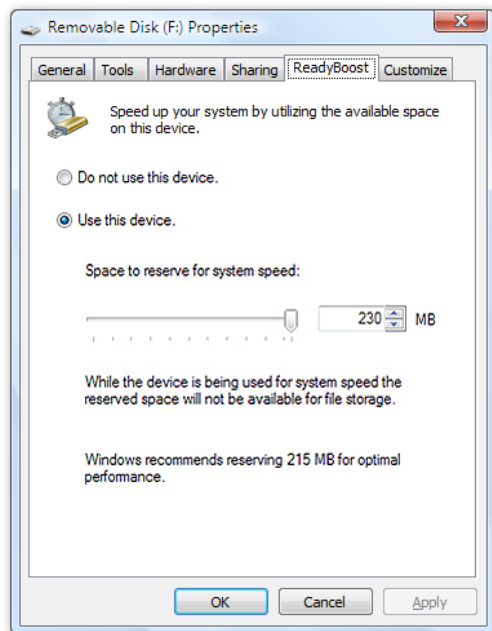 Removable Disk (F:) Properties
General Tools Hardware Sharing ReadyBoost Customize
Speed up your system by utilizing the available space
on this device.
Do not use this device.
Use this device.
Space to reserve for system speed:
230 MB
While the device is being used for system speed the
reserved space will not be available for file storage.
Windows recommends reserving 215 MB for optimal
performance.
OK Cancel Apply